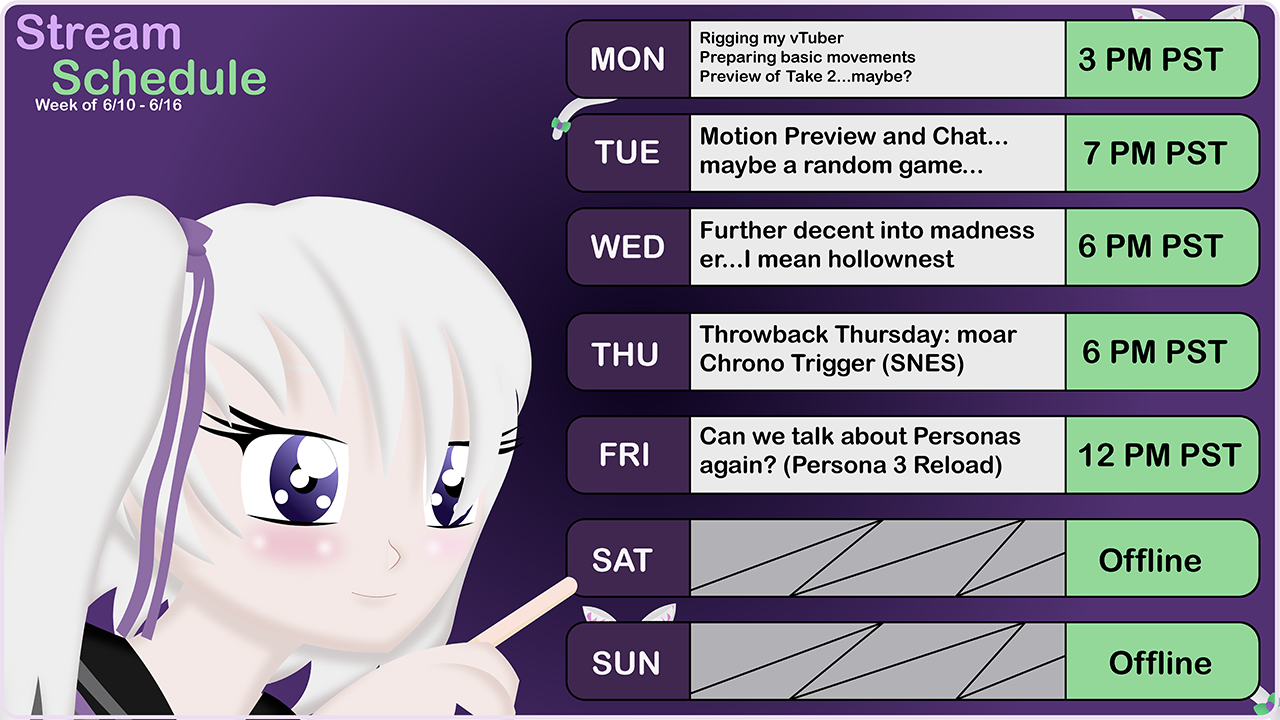 Stream
Schedule
Week of 6/10 - 6/16
MON
Rigging my vTuber
Preparing basic movements
Preview of Take 2...maybe?
3 PM PST
TUE
Motion Preview and Chat...
maybe a random game...
7 PM PST
WED
Further decent into madness
er...I mean hollownest
6 PM PST
THU
Throwback Thursday: moar
Chrono Trigger (SNES)
6 PM PST
FRI
Can we talk about Personas
again? (Persona 3 Reload)
12 PM PST
SAT
Offline
SUN
Offline